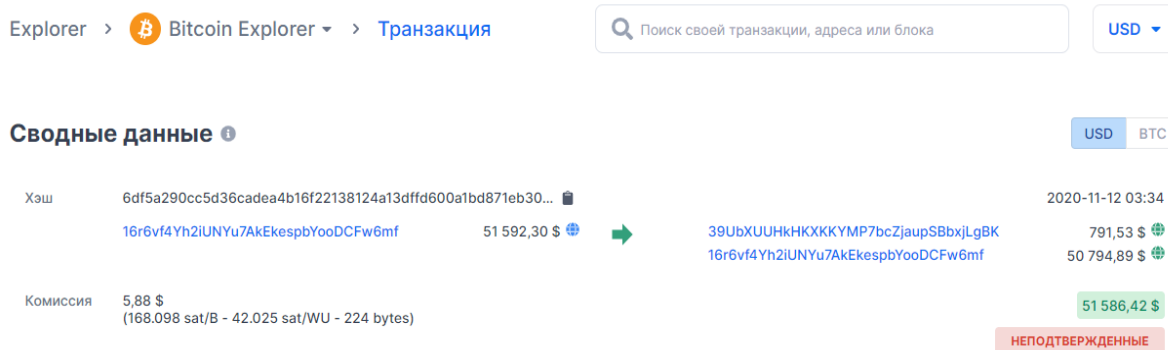 Explorer > Bitcoin Explorer > Транзакция Поиск своей транзакции, адреса или блока USD
Сводные данные USD BTC
Хэш 6df5a290cc5d36cadea4b16f22138124a13dffd600a1bd871eb30... 2020-11-12 03:34
16r6vf4Yh2iUNYu7AkEkespbYooDCFw6mf 51 592,30 $ 39UbXUUHkHKXKKYMP7bcZjaupSBbxjLgBK 791,53 $
16r6vf4Yh2iUNYu7AkEkespbYooDCFw6mf 50 794,89 $
Комиссия 5,88 $ 51 586,42 $
(168.098 sat/B - 42.025 sat/WU - 224 bytes)
НЕПОДТВЕРЖДЕННЫЕ